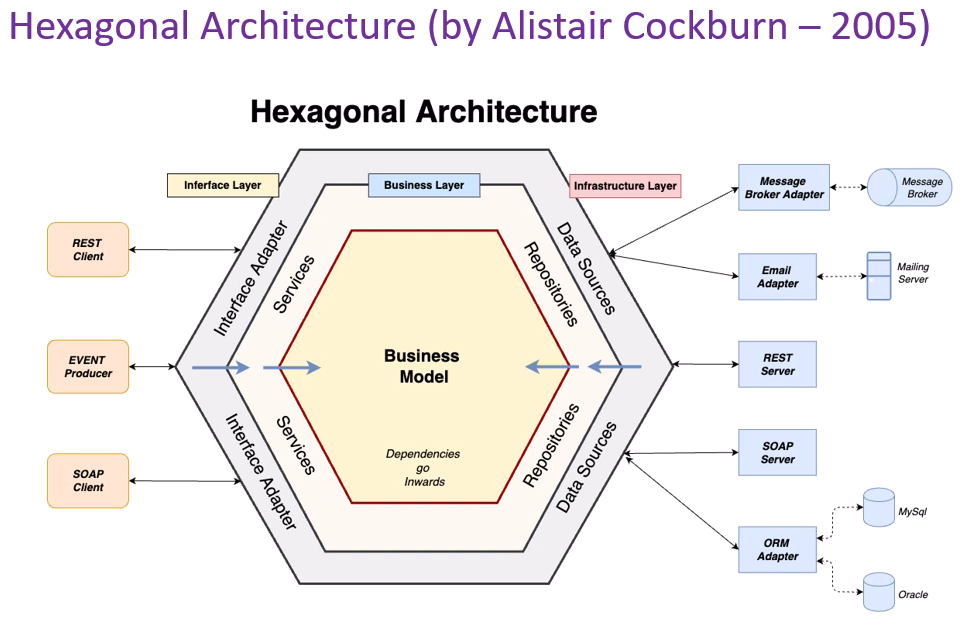 Hexagonal Architecture (by Alistair Cockburn – 2005)
Hexagonal Architecture
Inferface Layer
Business Layer
Infrastructure Layer
REST
Client
EVENT
Producer
SOAP
Client
Interface Adapter
Services
Interface Adapter
Services
Business
Model
Dependencies
go
Inwards
Repositories
Data Sources
Repositories
Data Sources
Message
Broker Adapter
Message
Broker
Email
Adapter
Mailing
Server
REST
Server
SOAP
Server
ORM
Adapter
MySql
Oracle